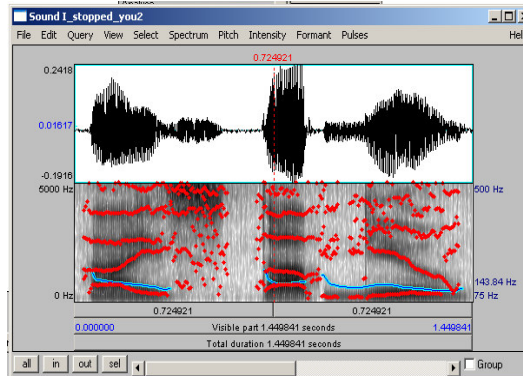 Sound I_stopped_you2
File Edit Query View Select Spectrum Pitch Intensity Formant Pulses Hel
0.724921
0.2418
0.01617
-0.1916
5000 Hz
500 Hz
143.84 Hz
0 Hz
75 Hz
0.724921 0.724921
0.000000 Visible part 1.449841 seconds 1.449841
Total duration 1.449841 seconds
all in out sel Group